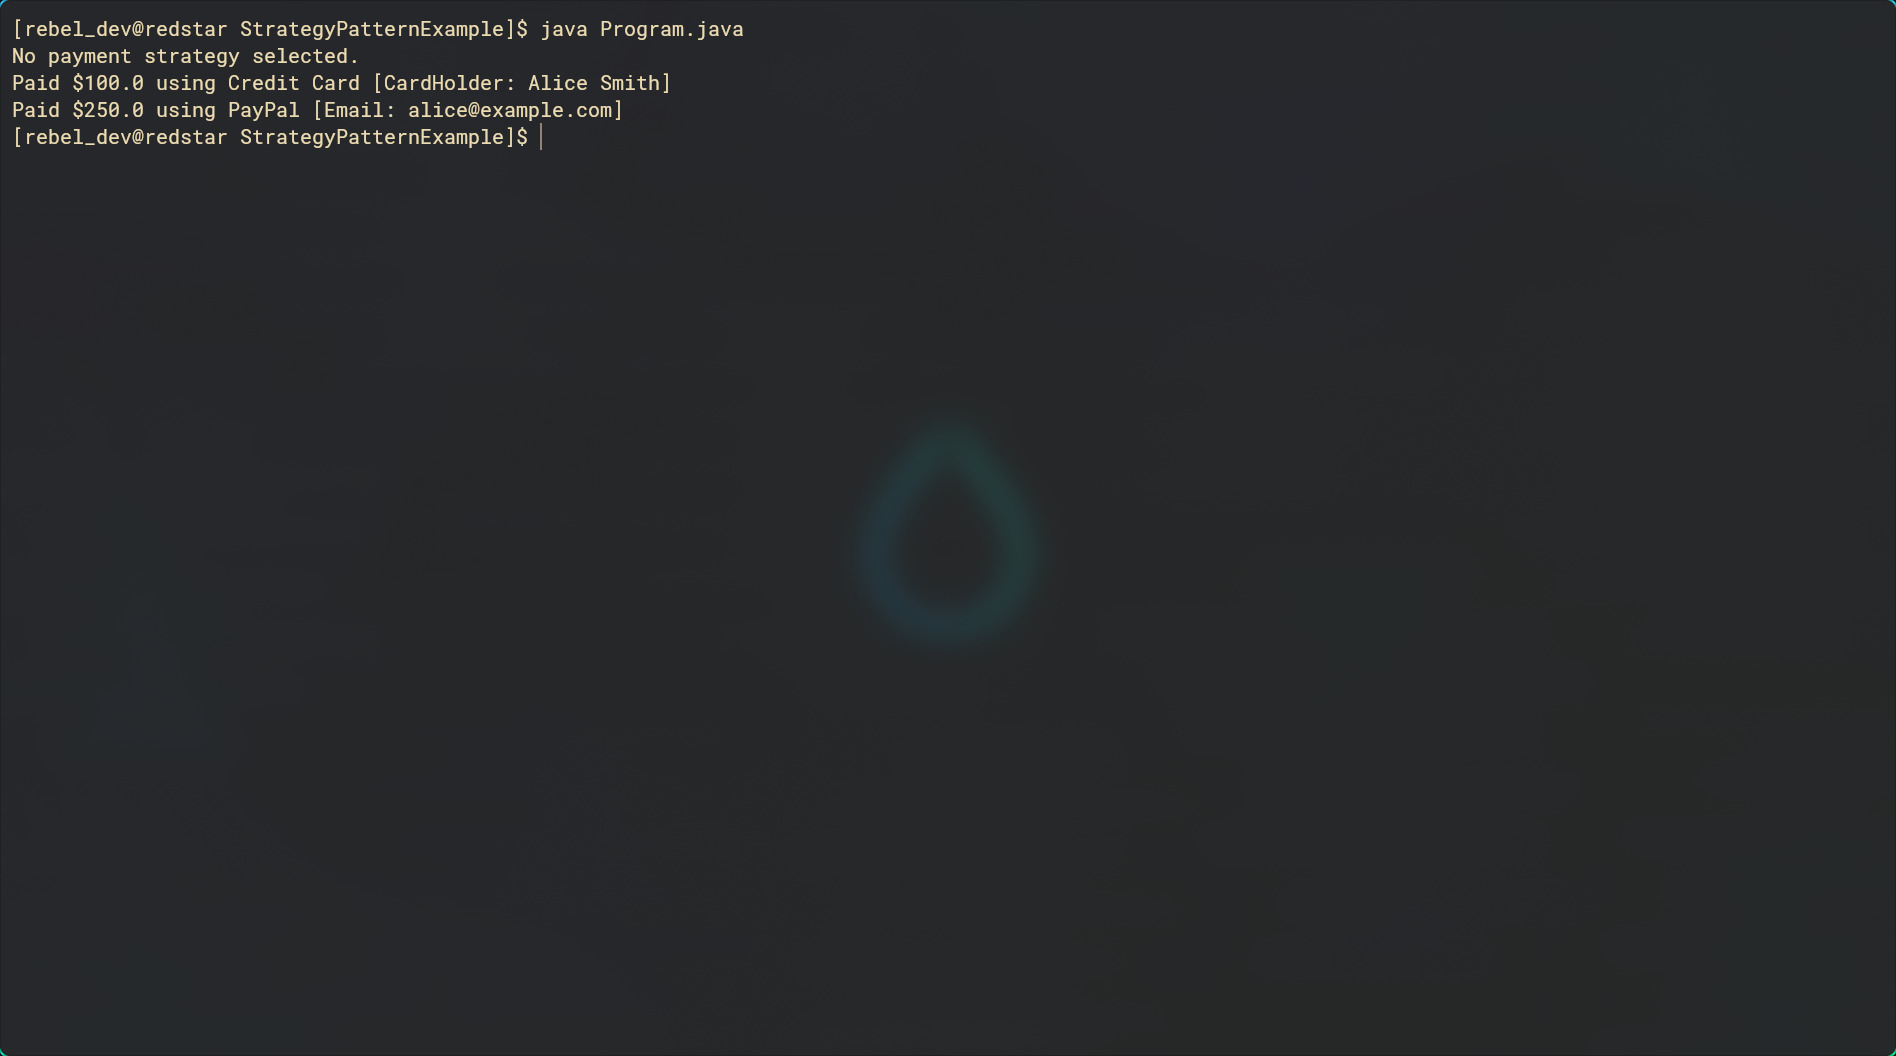 [rebel_dev@redstar StrategyPatternExample]$ java Program.java
No payment strategy selected.
Paid $100.0 using Credit Card [CardHolder: Alice Smith]
Paid $250.0 using PayPal [Email: alice@example.com]
[rebel_dev@redstar StrategyPatternExample]$